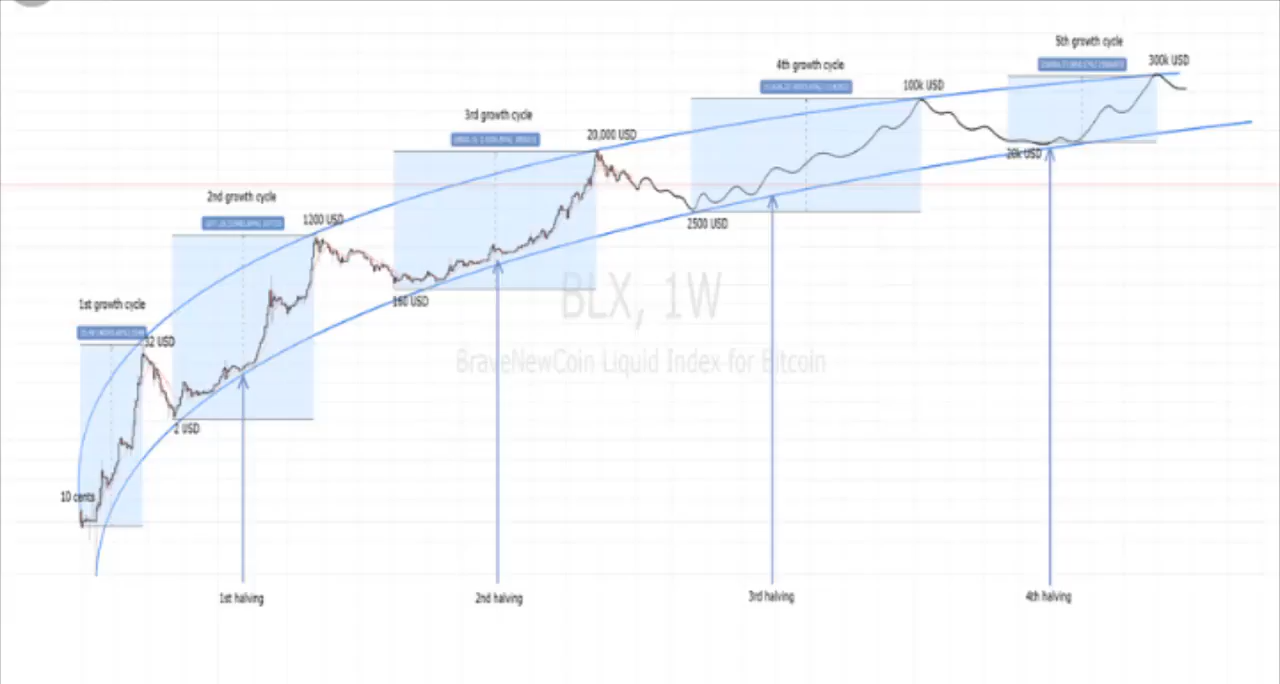 5th growth cycle
300k USD
4th growth cycle
100k USD
3rd growth cycle
20,000 USD
20k USD
2nd growth cycle
1200 USD
2500 USD
BLX, 1W
160 USD
1st growth cycle
32 USD
BraveNewCoin Liquid Index for Bitcoin
2 USD
10 cents
1st halving
2nd halving
3rd halving
4th halving